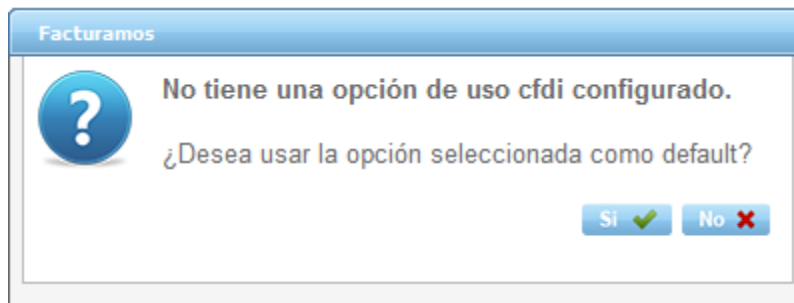 Facturamos
No tiene una opción de uso cfdi configurado.
¿Desea usar la opción seleccionada como default?
Si No